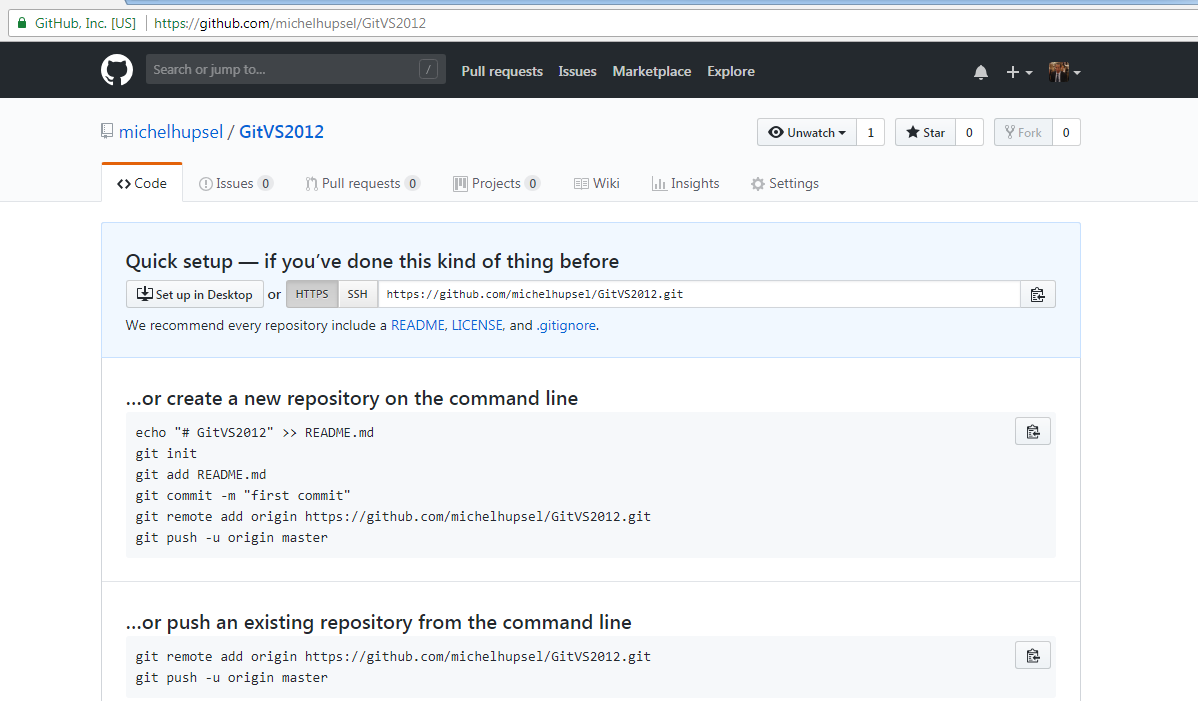 GitHub, Inc. [US] https://github.com/michelhupsel/GitVS2012
Search or jump to... / Pull requests Issues Marketplace Explore
michelhupsel / GitVS2012 Unwatch 1 Star 0 Fork 0
Code Issues 0 Pull requests 0 Projects 0 Wiki Insights Settings
Quick setup — if you’ve done this kind of thing before
Set up in Desktop or HTTPS SSH https://github.com/michelhupsel/GitVS2012.git
We recommend every repository include a README, LICENSE, and .gitignore.
…or create a new repository on the command line
echo "# GitVS2012" >> README.md
git init
git add README.md
git commit -m "first commit"
git remote add origin https://github.com/michelhupsel/GitVS2012.git
git push -u origin master
…or push an existing repository from the command line
git remote add origin https://github.com/michelhupsel/GitVS2012.git
git push -u origin master